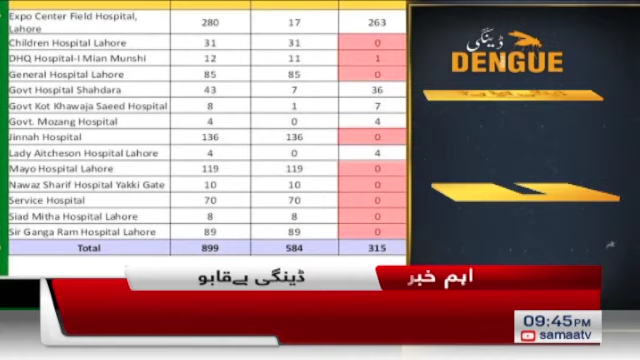 Expo Center Field Hospital, Lahore 280 17 263
Children Hospital Lahore 31 31 0
DHQ Hospital-I Mian Munshi 12 11 1
General Hospital Lahore 85 85 0
Govt Hospital Shahdara 43 7 36
Govt Kot Khawaja Saeed Hospital 8 1 7
Govt. Mozang Hospital 4 0 4
Jinnah Hospital 136 136 0
Lady Aitcheson Hospital Lahore 4 0 4
Mayo Hospital Lahore 119 119 0
Nawaz Sharif Hospital Yakki Gate 10 10 0
Service Hospital 70 70 0
Siad Mitha Hospital Lahore 8 8 0
Sir Ganga Ram Hospital Lahore 89 89 0
Total 899 584 315
ڈینگی
DENGUE
اہم خبر
ڈینگی بےقابو
09:45PM
samaatv